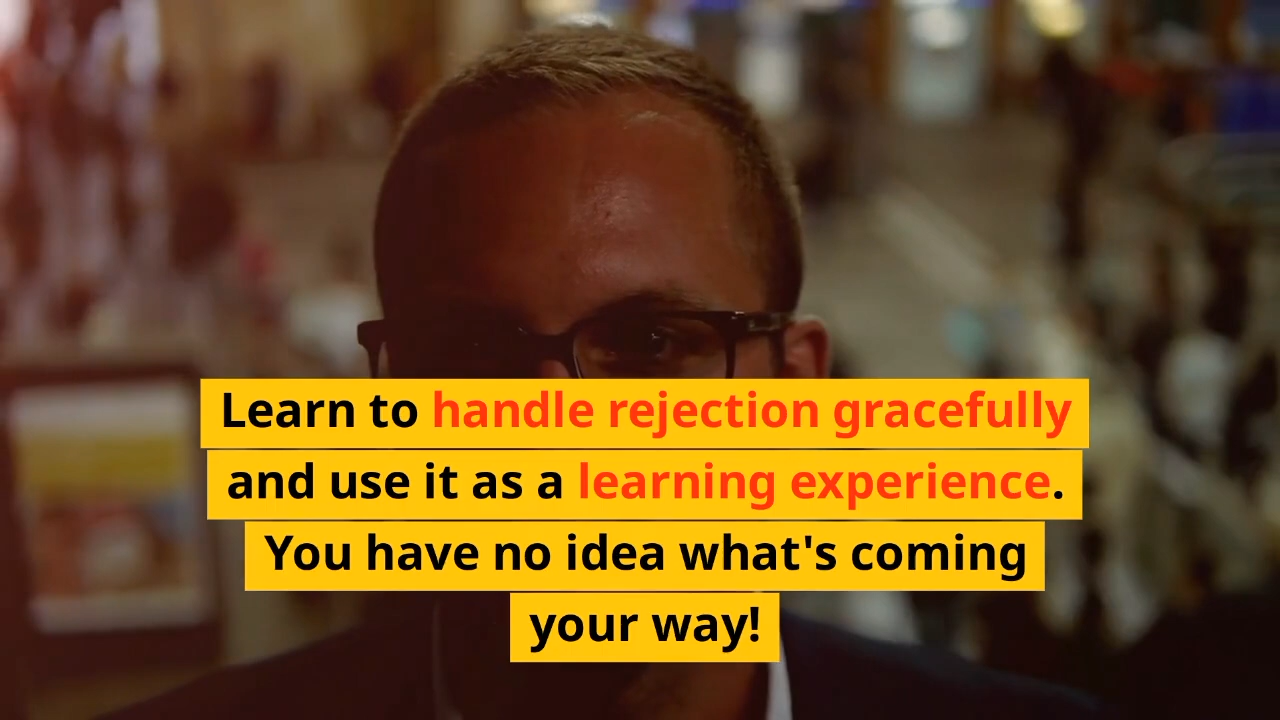 Learn to handle rejection gracefully
and use it as a learning experience.
You have no idea what's coming
your way!